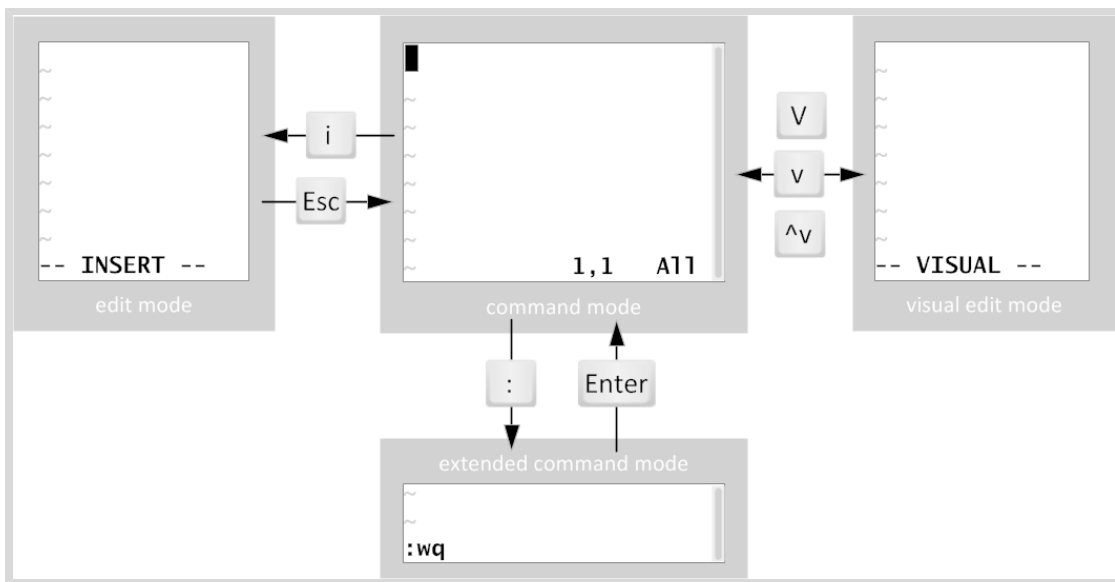 -- INSERT --
edit mode
i
Esc
1,1 All
command mode
V
v
^v
-- VISUAL --
visual edit mode
:
Enter
extended command mode
:wq